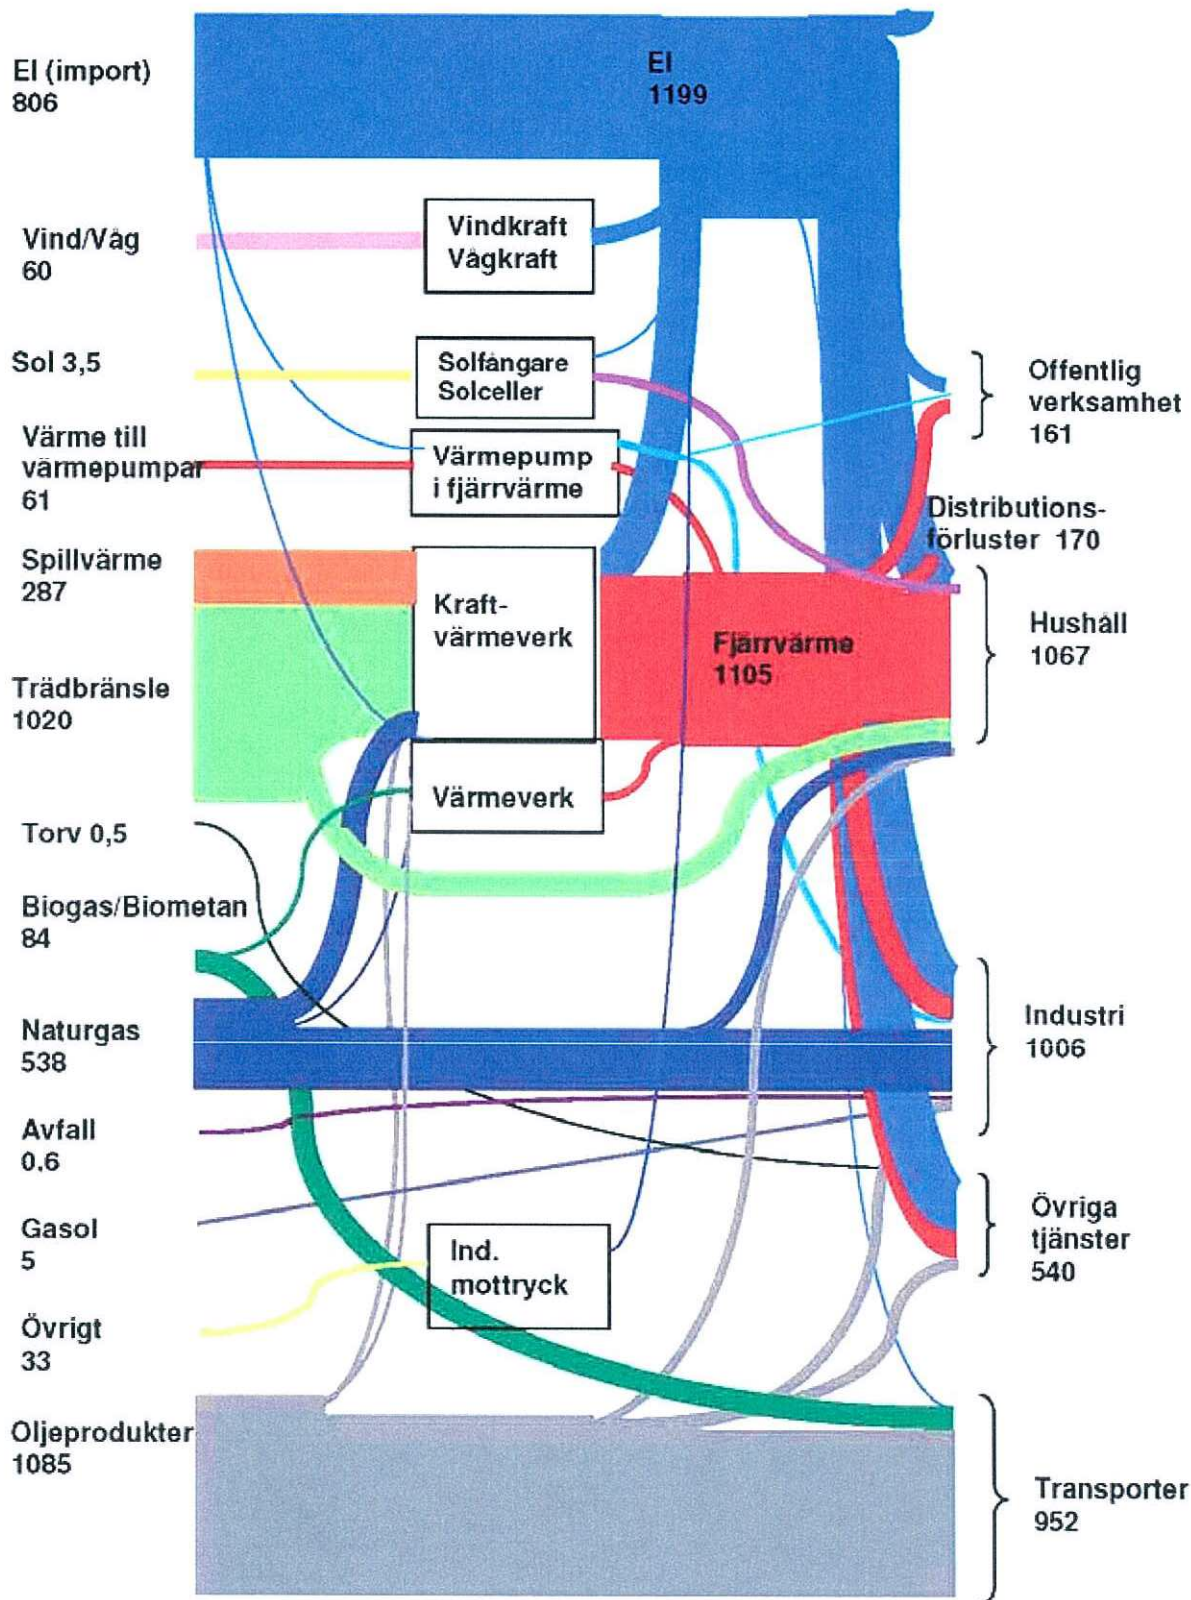 El (import)
806
Vind/Våg
60
Sol 3,5
Värme till
värmepumpar
61
Spillvärme
287
Trädbränsle
1020
Torv 0,5
Biogas/Biometan
84
Naturgas
538
Avfall
0.6
Gasol
5
Övrigt
33
Oljeprodukter
1085
El
1199
Vindkraft
Vågkraft
Solfångare
Solceller
Värmepump
i fjärrvärme
Kraft-
värmeverk
Värmeverk
Fjärrvärme
1105
Ind.
mottryck
Offentlig
verksamhet
161
Distributions-
förluster 170
Hushåll
1067
Industri
1006
Övriga
tjänster
540
Transporter
952